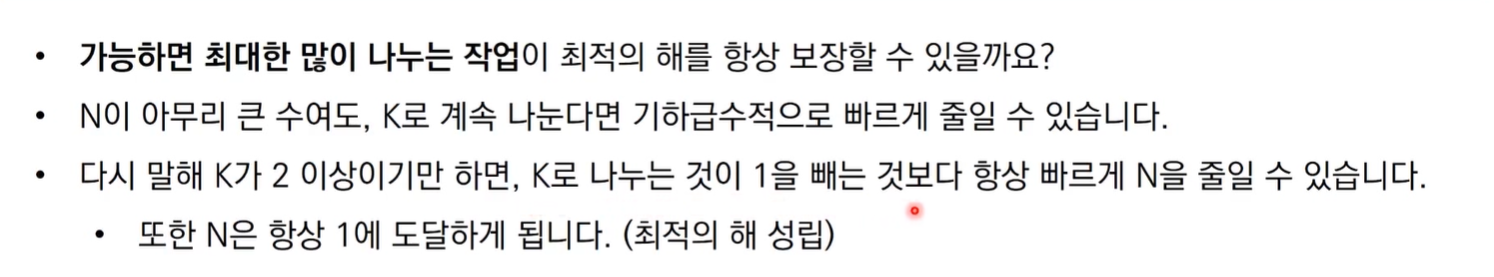 • 가능하면 최대한 많이 나누는 작업이 최적의 해를 항상 보장할 수 있을까요?
• N이 아무리 큰 수여도, K로 계속 나눈다면 기하급수적으로 빠르게 줄일 수 있습니다.
• 다시 말해 K가 2 이상이기만 하면, K로 나누는 것이 1을 빼는 것보다 항상 빠르게 N을 줄일 수 있습니다.
• 또한 N은 항상 1에 도달하게 됩니다. (최적의 해 성립)